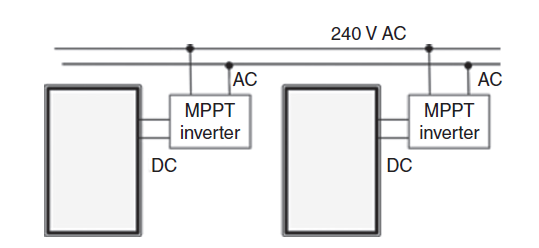 240 V AC
AC
AC
MPPT
inverter
MPPT
inverter
DC
DC